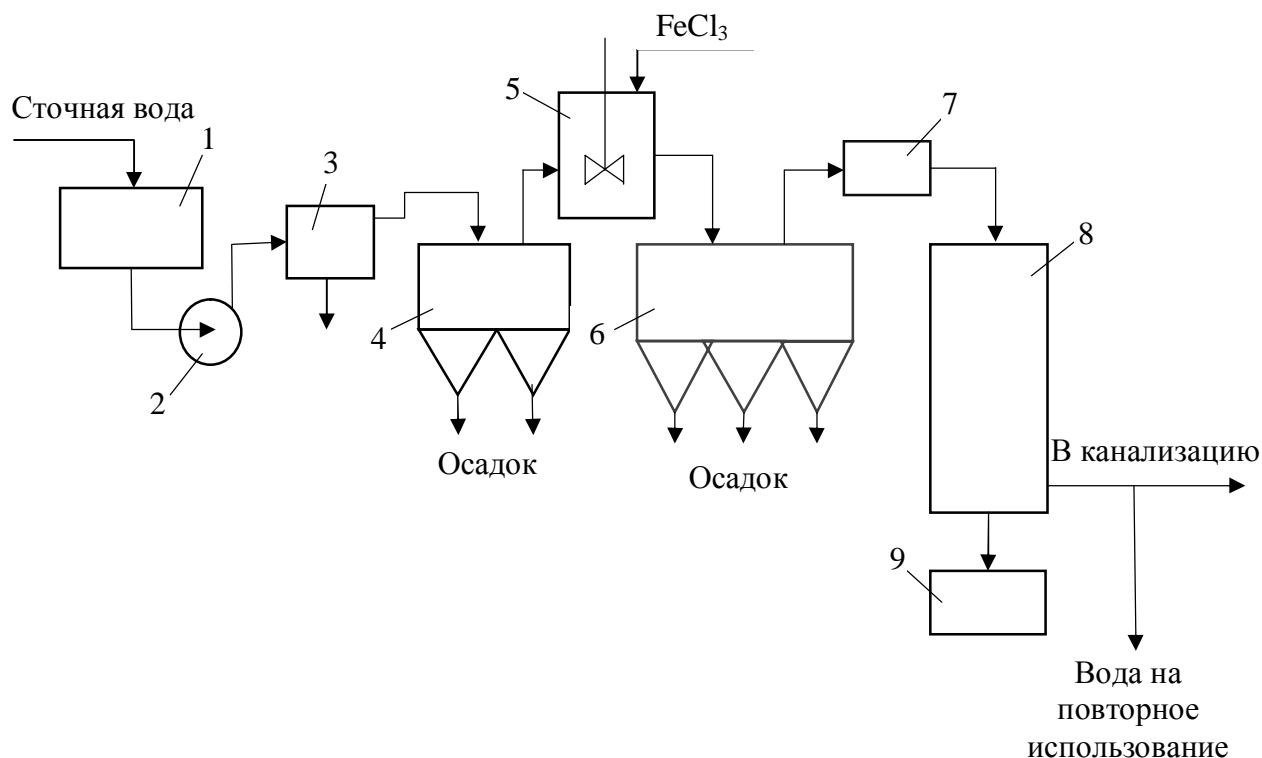 FeCl₃
5
Сточная вода
1
3
7
8
4
6
2
Осадок
Осадок
В канализацию
9
Вода на
повторное
использование